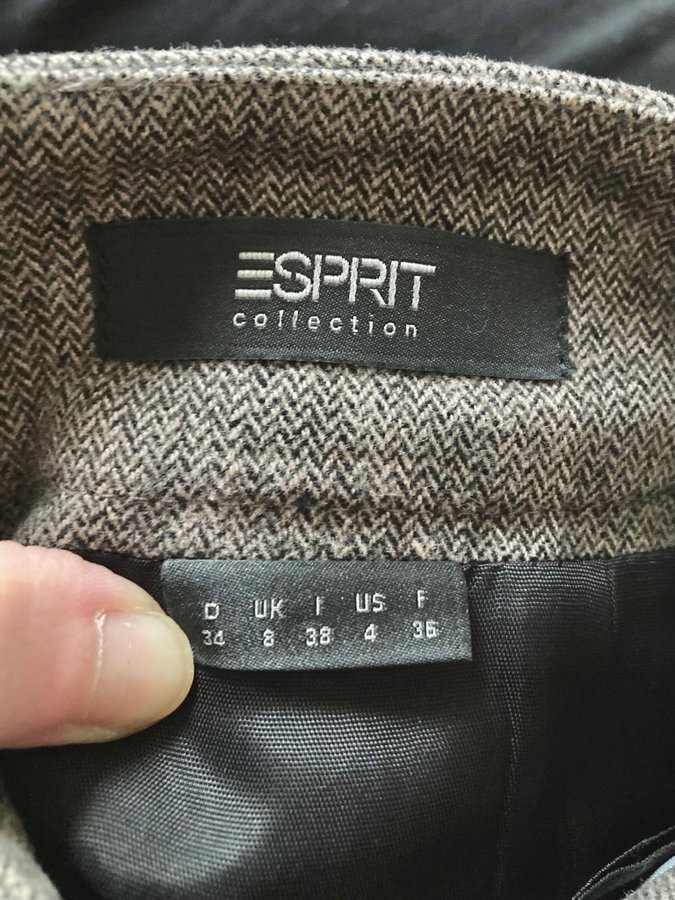 ESPRIT
collection
D UK I US F
34 8 38 4 36